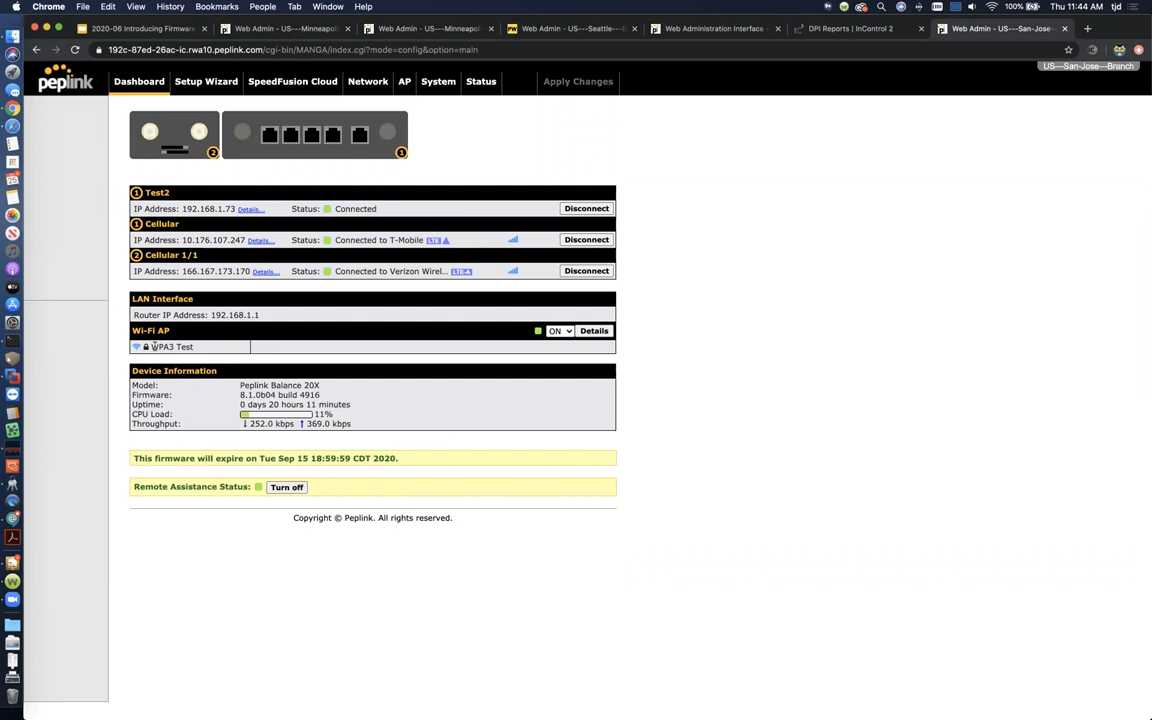 Chrome File Edit View History Bookmarks People Tab Window Help 100% Thu 11:44 AM tjd
2020-06 Introducing Firmw × Web Admin - US---Minneapol × Web Admin - US---Minneapol × Web Admin - US---Seattle--- × Web Administration Interface - × DPI Reports | InControl 2 × Web Admin - US---San-Jose- × +
192c-87ed-26ac-ic.rwa10.peplink.com/cgi-bin/MANGA/index.cgi?mode=config&option=main
US---San-Jose---Branch
peplink Dashboard Setup Wizard SpeedFusion Cloud Network AP System Status Apply Changes
2 1
1 Test2
IP Address: 192.168.1.73 Details... Status: Connected Disconnect
1 Cellular
IP Address: 10.176.107.247 Details... Status: Connected to T-Mobile LTE Disconnect
2 Cellular 1/1
IP Address: 166.167.173.170 Details... Status: Connected to Verizon Wirel... LTE-A Disconnect
LAN Interface
Router IP Address: 192.168.1.1
Wi-Fi AP ON Details
WPA3 Test
Device Information
Model: Peplink Balance 20X
Firmware: 8.1.0b04 build 4916
Uptime: 0 days 20 hours 11 minutes
CPU Load: 11%
Throughput: ↓ 252.0 kbps ↑ 369.0 kbps
This firmware will expire on Tue Sep 15 18:59:59 CDT 2020.
Remote Assistance Status: Turn off
Copyright © Peplink. All rights reserved.